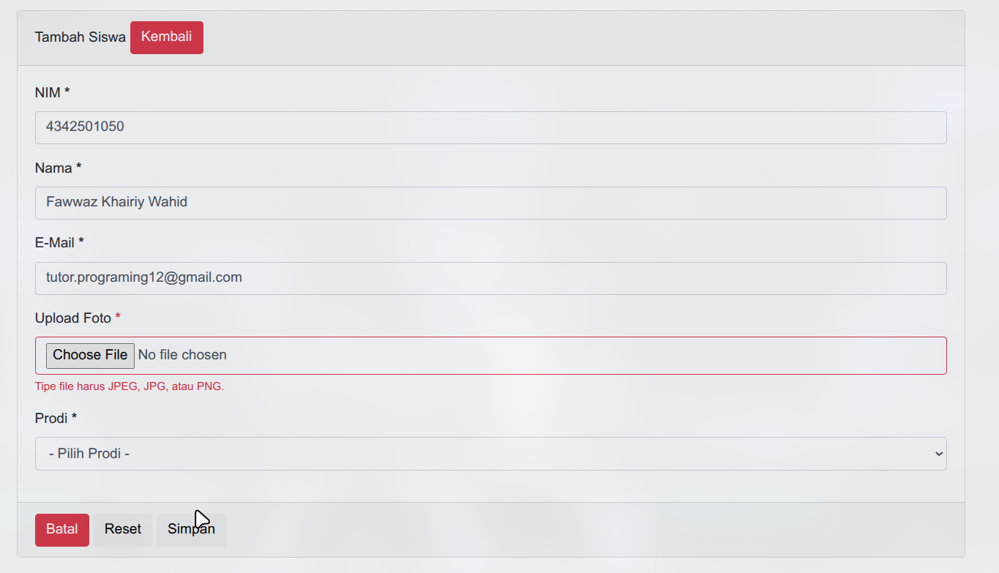 Tambah Siswa Kembali
NIM *
4342501050
Nama *
Fawwaz Khairiy Wahid
E-Mail *
tutor.programing12@gmail.com
Upload Foto *
Choose File No file chosen
Tipe file harus JPEG, JPG, atau PNG.
Prodi *
- Pilih Prodi -
Batal Reset Simpan